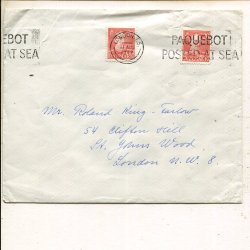 PAQUEBOT
POSTED AT SEA
EBOT
AT SEA
Mr. Roland King-Farlow
54 Clifton Hill
St. Johns Wood
London N.W.8